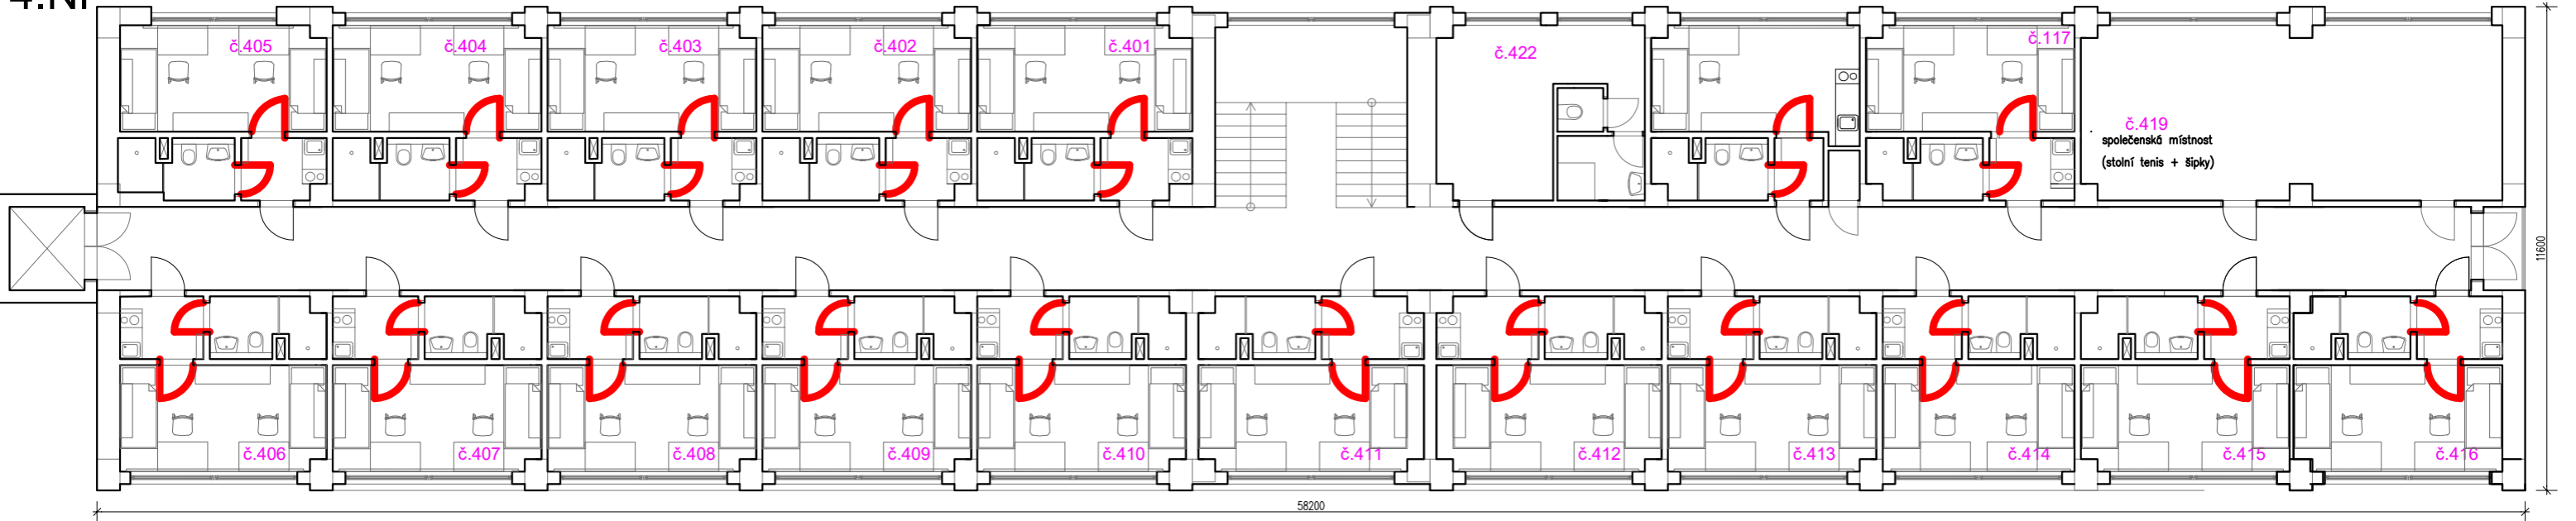 4.NP
č.405
č.404
č.403
č.402
č.401
č.422
č.117
č.419
společenská místnost
(stolní tenis + šipky)
11600
č.406
č.407
č.408
č.409
č.410
č.411
č.412
č.413
č.414
č.415
č.416
58200